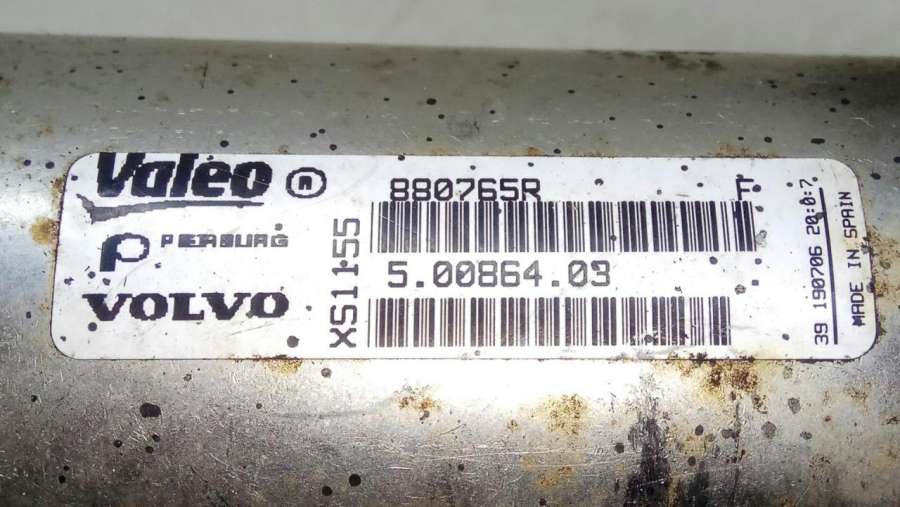 Valeo ®
PIERBURG
VOLVO
XS1155
880765R F
5.00864.03
39 190706 20:0:7
MADE IN SPAIN